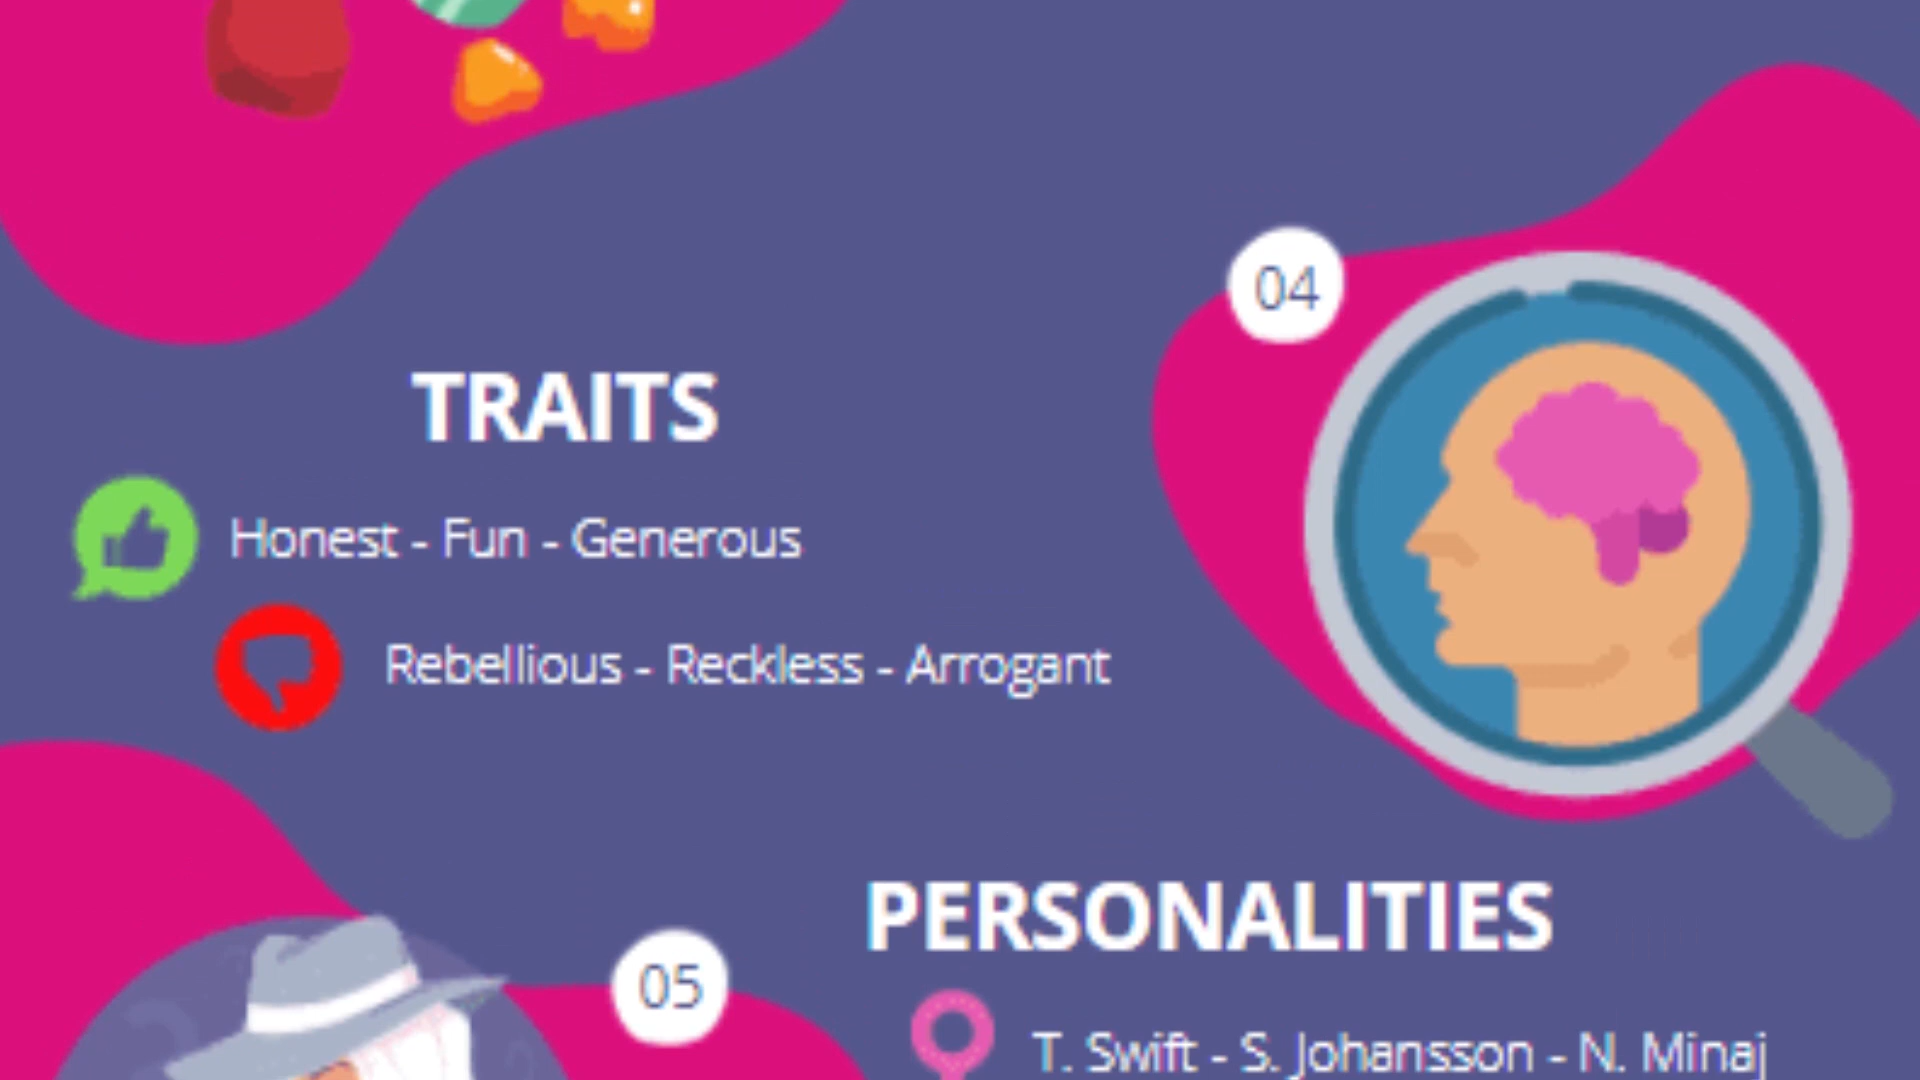 04
TRAITS
Honest - Fun - Generous
Rebellious - Reckless - Arrogant
PERSONALITIES
05
T. Swift - S. Johansson - N. Minaj